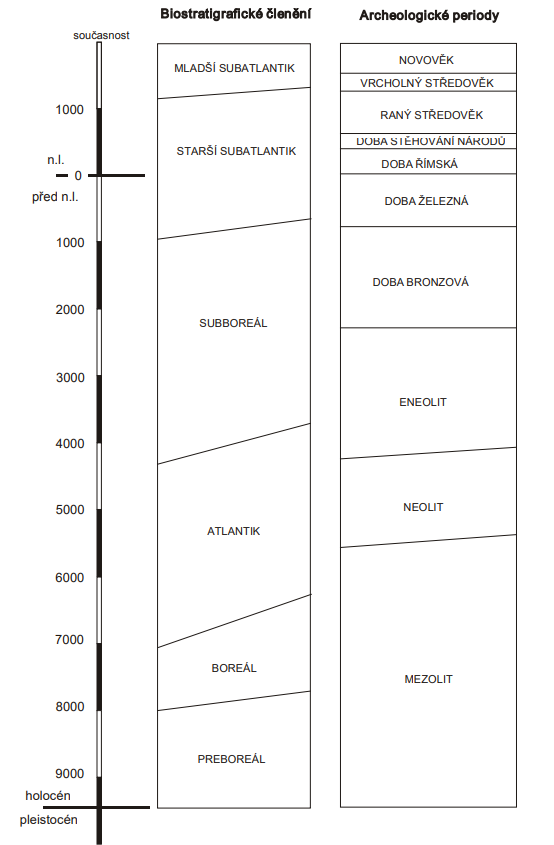 Biostratigrafické členění
Archeologické periody
současnost
1000
n.l.
0
před n.l.
1000
2000
3000
4000
5000
6000
7000
8000
9000
holocén
pleistocén
MLADŠÍ SUBATLANTIK
STARŠÍ SUBATLANTIK
SUBBOREÁL
ATLANTIK
BOREÁL
PREBOREÁL
NOVOVĚK
VRCHOLNÝ STŘEDOVĚK
RANÝ STŘEDOVĚK
DOBA STĚHOVÁNÍ NÁRODŮ
DOBA ŘÍMSKÁ
DOBA ŽELEZNÁ
DOBA BRONZOVÁ
ENEOLIT
NEOLIT
MEZOLIT